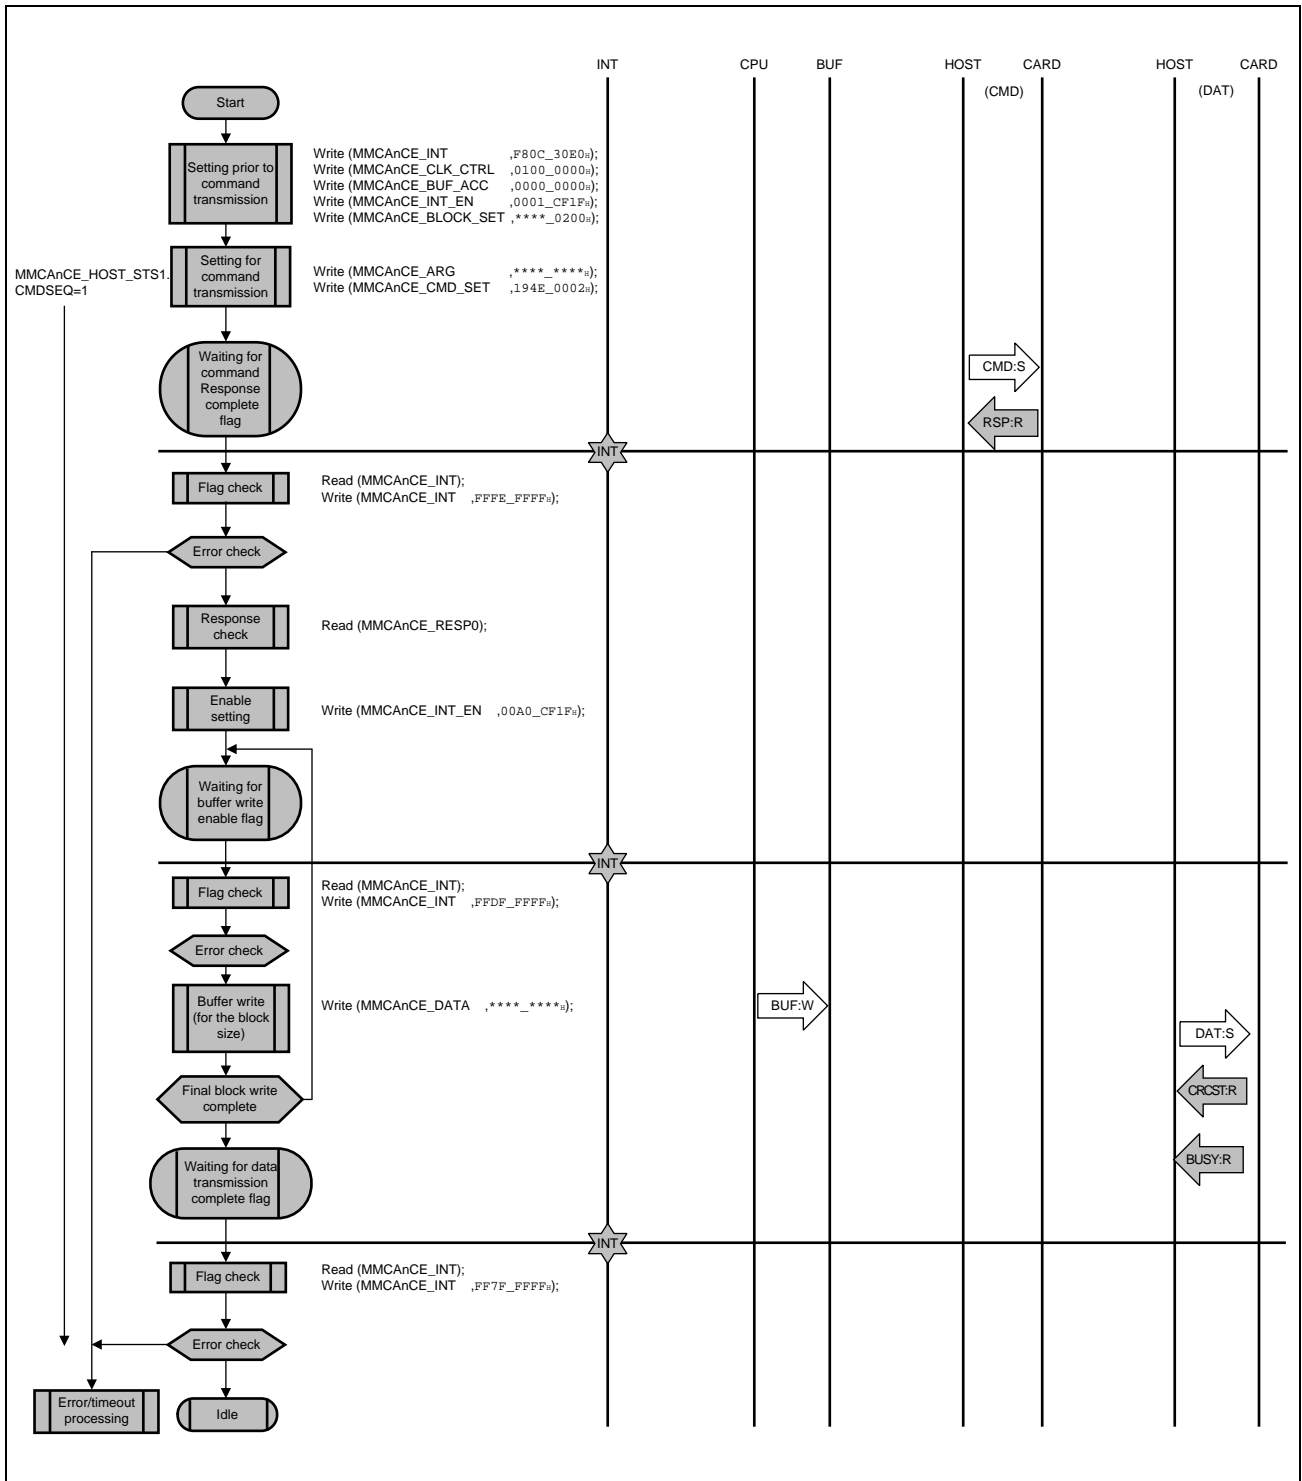 INT CPU BUF HOST CARD HOST CARD
(CMD) (DAT)
Start
Setting prior to
command
transmission
Write (MMCAnCE_INT ,F80C_30E0H);
Write (MMCAnCE_CLK_CTRL ,0100_0000H);
Write (MMCAnCE_BUF_ACC ,0000_0000H);
Write (MMCAnCE_INT_EN ,0001_CF1FH);
Write (MMCAnCE_BLOCK_SET ,****_0200H);
MMCAnCE_HOST_STS1.
CMDSEQ=1
Setting for
command
transmission
Write (MMCAnCE_ARG ,****_****H);
Write (MMCAnCE_CMD_SET ,194E_0002H);
Waiting for
command
Response
complete
flag
CMD:S
RSP:R
INT
Flag check
Read (MMCAnCE_INT);
Write (MMCAnCE_INT ,FFFE_FFFFH);
Error check
Response
check
Read (MMCAnCE_RESP0);
Enable
setting
Write (MMCAnCE_INT_EN ,00A0_CF1FH);
Waiting for
buffer write
enable flag
INT
Flag check
Read (MMCAnCE_INT);
Write (MMCAnCE_INT ,FFDF_FFFFH);
Error check
Buffer write
(for the block
size)
Write (MMCAnCE_DATA ,****_****H);
BUF:W
DAT:S
CRCST:R
Final block write
complete
BUSY:R
Waiting for data
transmission
complete flag
INT
Flag check
Read (MMCAnCE_INT);
Write (MMCAnCE_INT ,FF7F_FFFFH);
Error check
Error/timeout
processing
Idle